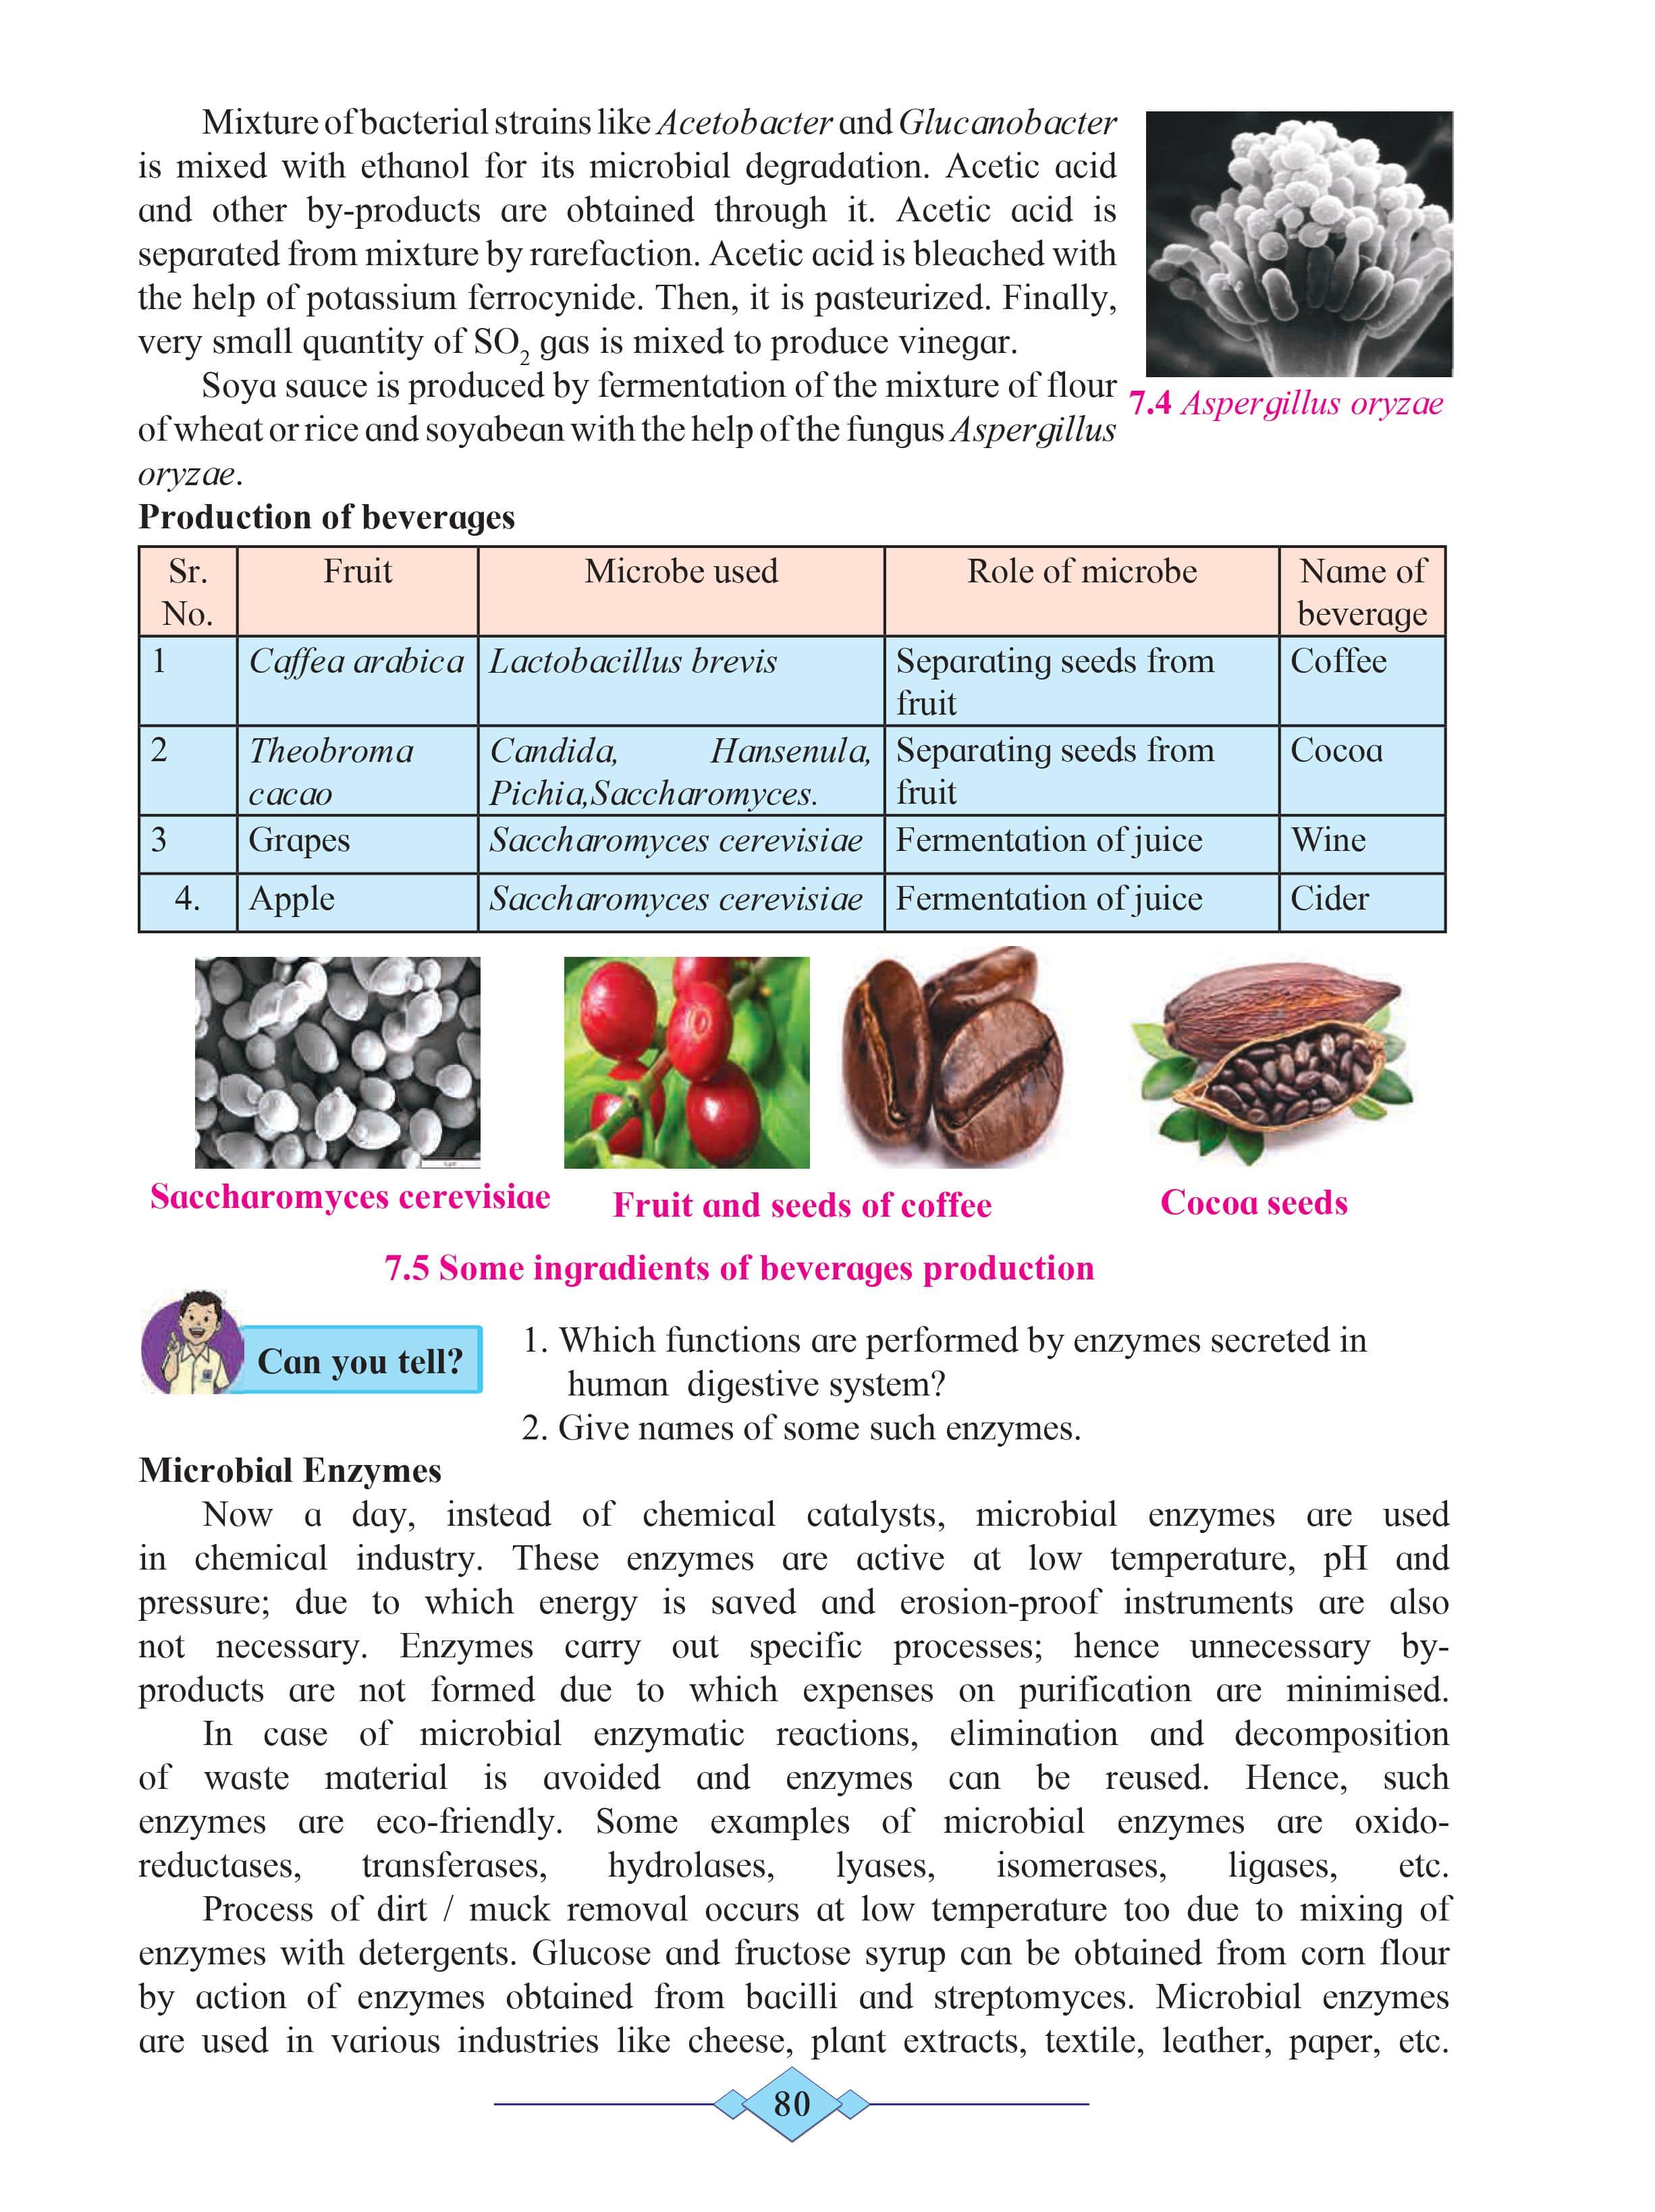 Mixture of bacterial strains like Acetobacter and Glucanobacter
is mixed with ethanol for its microbial degradation. Acetic acid
and other by-products are obtained through it. Acetic acid is
separated from mixture by rarefaction. Acetic acid is bleached with
the help of potassium ferrocynide. Then, it is pasteurized. Finally,
very small quantity of SO₂ gas is mixed to produce vinegar.
Soya sauce is produced by fermentation of the mixture of flour
of wheat or rice and soyabean with the help of the fungus Aspergillus
oryzae.
7.4 Aspergillus oryzae
Production of beverages
Sr. No. Fruit Microbe used Role of microbe Name of beverage
1 Caffea arabica Lactobacillus brevis Separating seeds from fruit Coffee
2 Theobroma cacao Candida, Hansenula, Pichia,Saccharomyces. Separating seeds from fruit Cocoa
3 Grapes Saccharomyces cerevisiae Fermentation of juice Wine
4. Apple Saccharomyces cerevisiae Fermentation of juice Cider
Saccharomyces cerevisiae
Fruit and seeds of coffee
Cocoa seeds
7.5 Some ingradients of beverages production
Can you tell?
1. Which functions are performed by enzymes secreted in
human digestive system?
2. Give names of some such enzymes.
Microbial Enzymes
Now a day, instead of chemical catalysts, microbial enzymes are used
in chemical industry. These enzymes are active at low temperature, pH and
pressure; due to which energy is saved and erosion-proof instruments are also
not necessary. Enzymes carry out specific processes; hence unnecessary by-
products are not formed due to which expenses on purification are minimised.
In case of microbial enzymatic reactions, elimination and decomposition
of waste material is avoided and enzymes can be reused. Hence, such
enzymes are eco-friendly. Some examples of microbial enzymes are oxido-
reductases, transferases, hydrolases, lyases, isomerases, ligases, etc.
Process of dirt / muck removal occurs at low temperature too due to mixing of
enzymes with detergents. Glucose and fructose syrup can be obtained from corn flour
by action of enzymes obtained from bacilli and streptomyces. Microbial enzymes
are used in various industries like cheese, plant extracts, textile, leather, paper, etc.
80